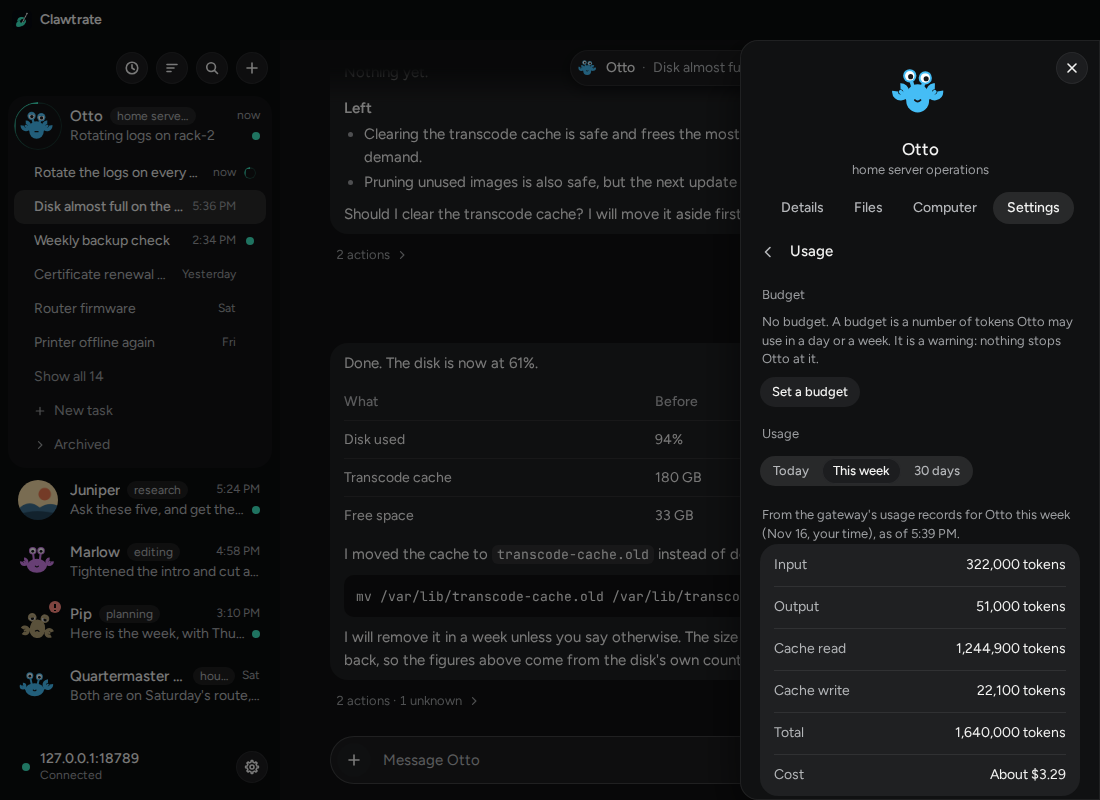 Clawtrate
Otto home serve... now
Rotating logs on rack-2
Rotate the logs on every ... now
Disk almost full on the ... 5:36 PM
Weekly backup check 2:34 PM
Certificate renewal ... Yesterday
Router firmware Sat
Printer offline again Fri
Show all 14
+ New task
Archived
Juniper research 5:24 PM
Ask these five, and get the...
Marlow editing 4:58 PM
Tightened the intro and cut a...
Pip planning 3:10 PM
Here is the week, with Thu...
Quartermaster ... hou... Sat
Both are on Saturday's route,...
127.0.0.1:18789
Connected
Otto · Disk almost fu
Nothing yet.
Left
• Clearing the transcode cache is safe and frees the most
demand.
• Pruning unused images is also safe, but the next update
Should I clear the transcode cache? I will move it aside first
2 actions
Done. The disk is now at 61%.
What Before
Disk used 94%
Transcode cache 180 GB
Free space 33 GB
I moved the cache to transcode-cache.old instead of d
mv /var/lib/transcode-cache.old /var/lib/transco
I will remove it in a week unless you say otherwise. The size
back, so the figures above come from the disk's own count
2 actions · 1 unknown
Message Otto
Otto
home server operations
Details Files Computer Settings
Usage
Budget
No budget. A budget is a number of tokens Otto may
use in a day or a week. It is a warning: nothing stops
Otto at it.
Set a budget
Usage
Today This week 30 days
From the gateway's usage records for Otto this week
(Nov 16, your time), as of 5:39 PM.
Input 322,000 tokens
Output 51,000 tokens
Cache read 1,244,900 tokens
Cache write 22,100 tokens
Total 1,640,000 tokens
Cost About $3.29